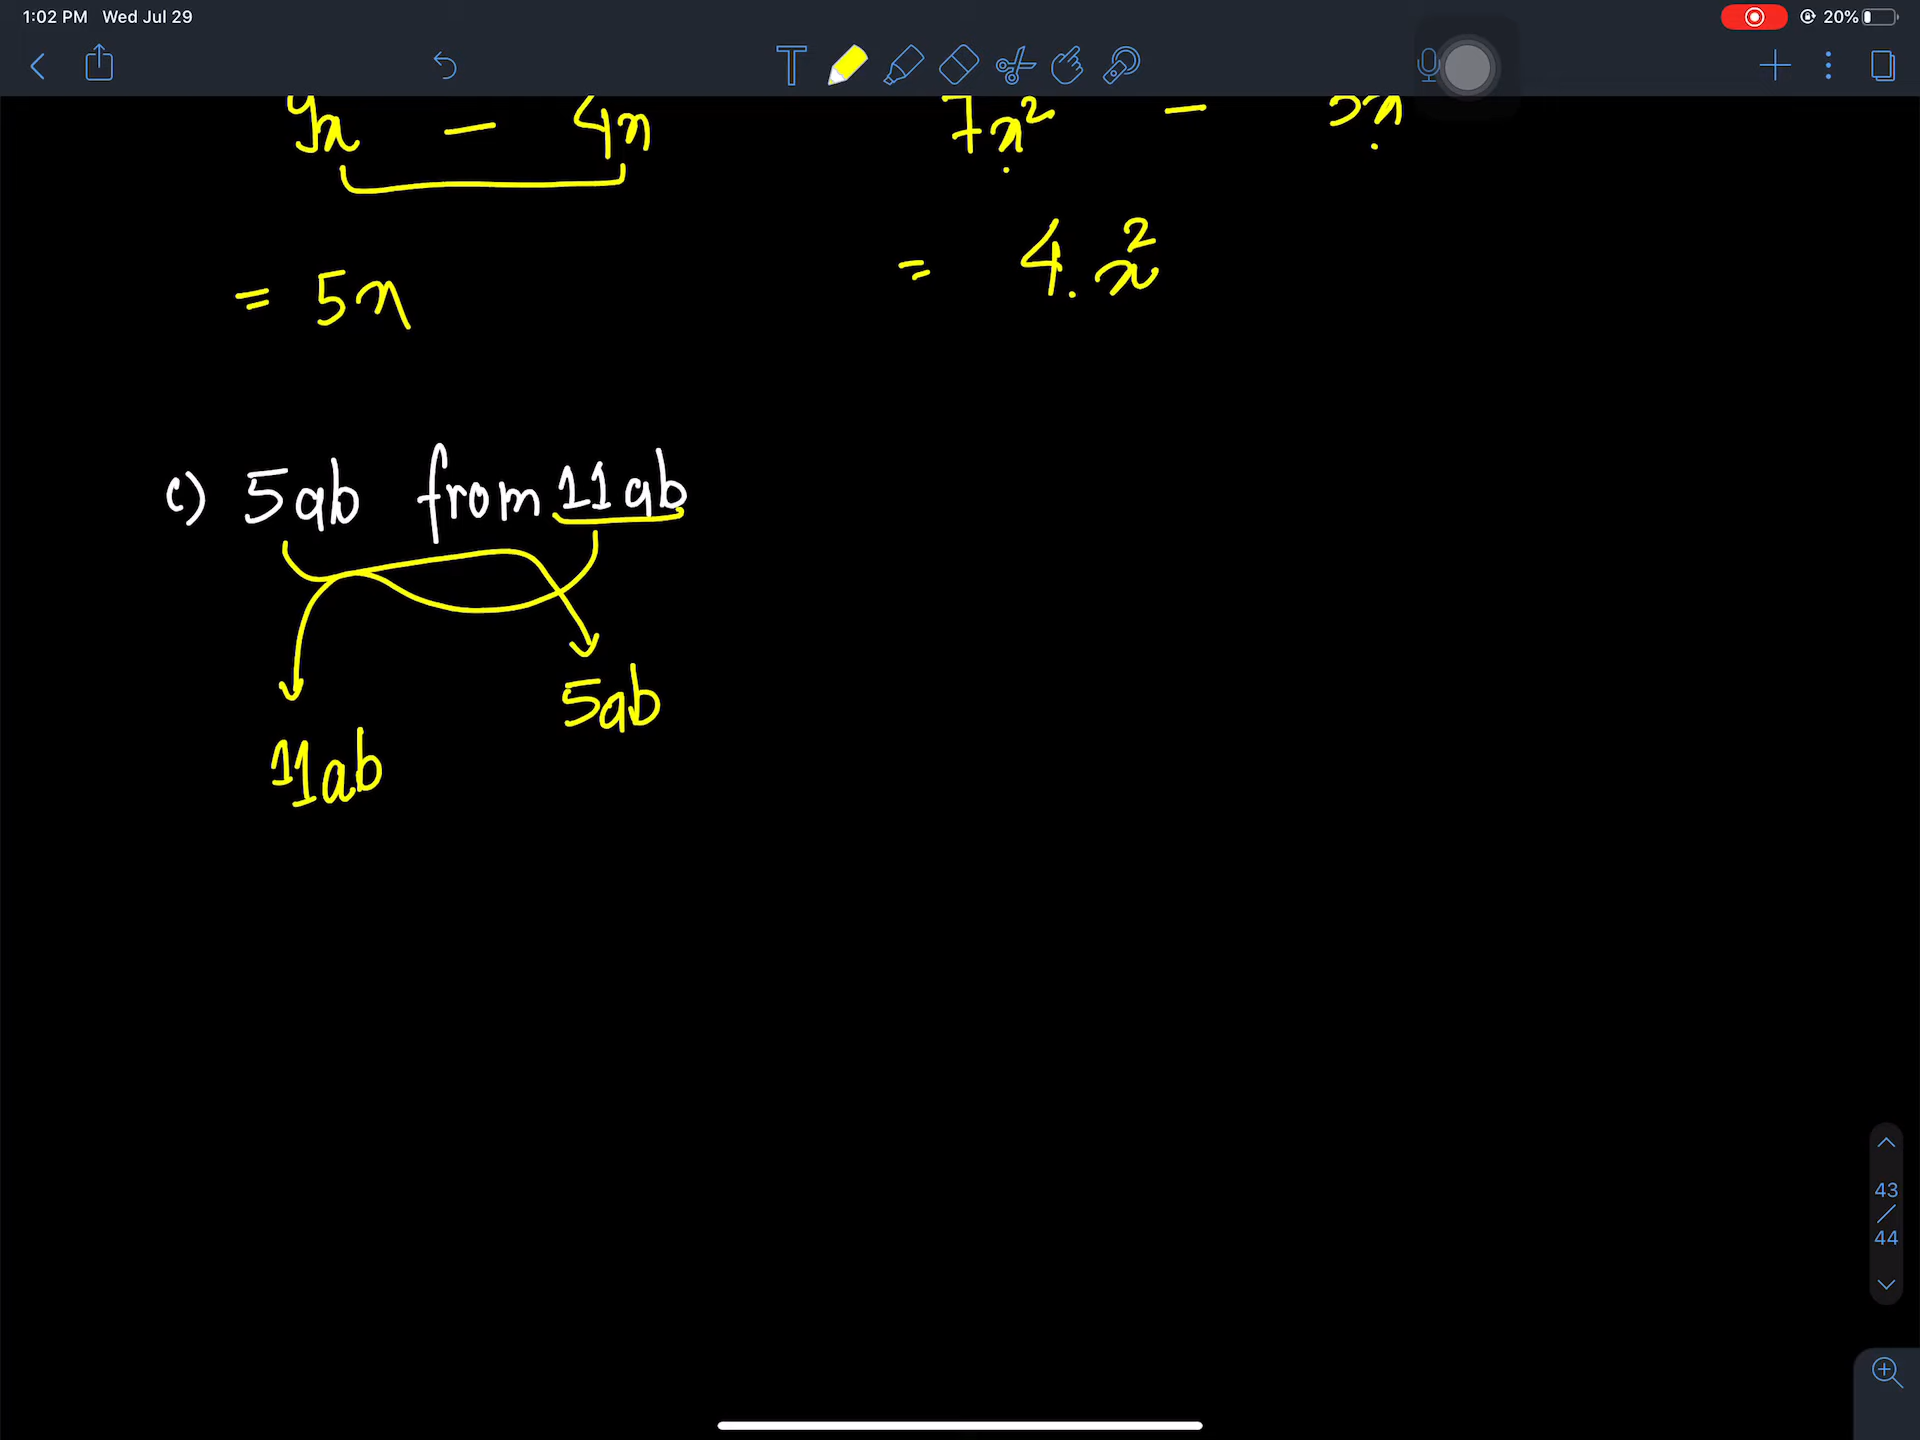 1:02 PM Wed Jul 29
20%
9x - 4x
7x² -
= 5x
= 4.x²
c) 5ab from 11ab
5ab
11ab
43
/
44